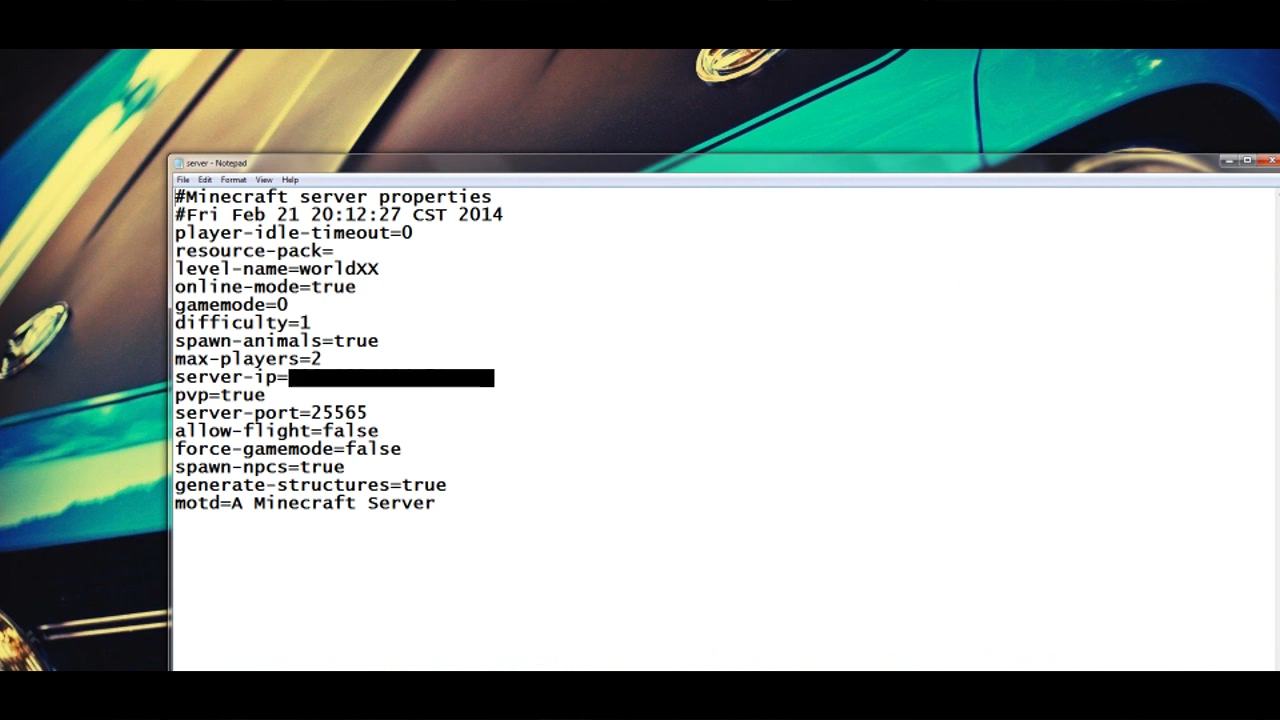 server - Notepad
File Edit Format View Help
#Minecraft server properties
#Fri Feb 21 20:12:27 CST 2014
player-idle-timeout=0
resource-pack=
level-name=worldXX
online-mode=true
gamemode=0
difficulty=1
spawn-animals=true
max-players=2
server-ip=
pvp=true
server-port=25565
allow-flight=false
force-gamemode=false
spawn-npcs=true
generate-structures=true
motd=A Minecraft Server